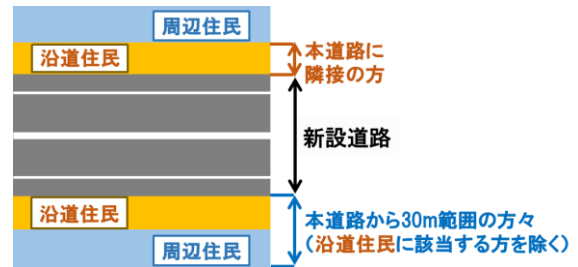 周辺住民
沿道住民
本道路に
隣接の方
新設道路
沿道住民
本道路から30m範囲の方々
（沿道住民に該当する方を除く）
周辺住民